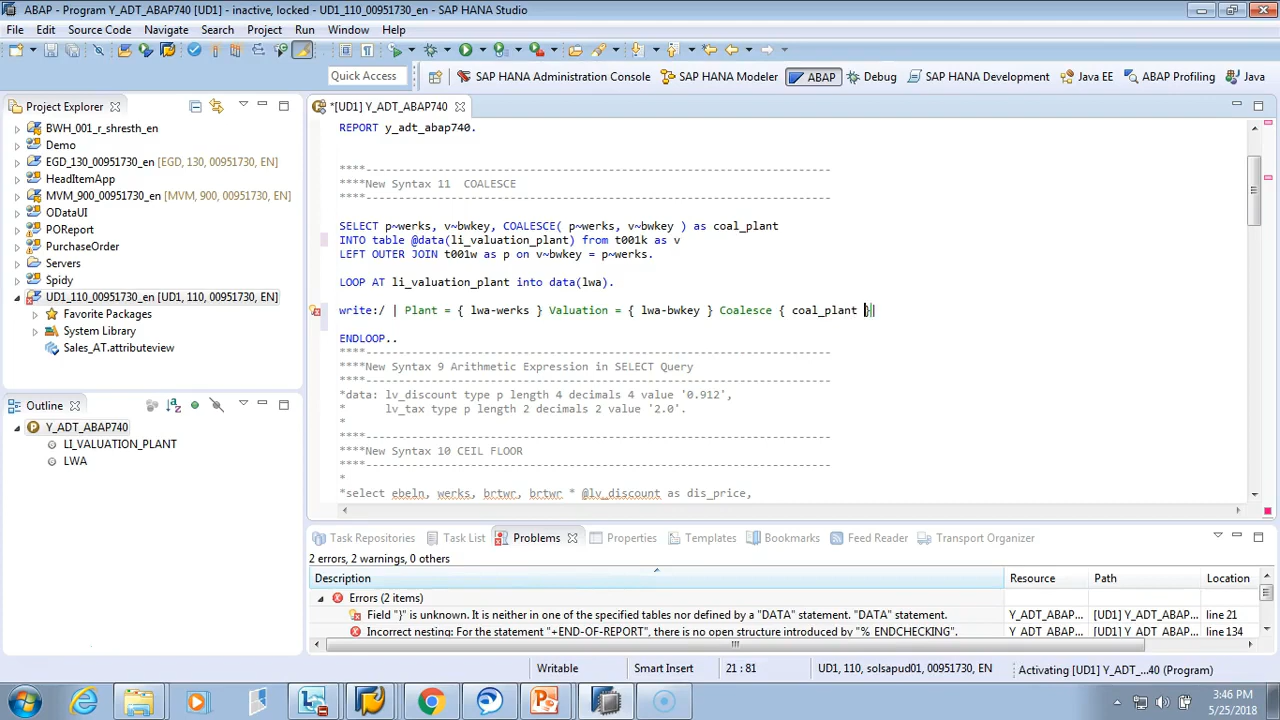 ABAP - Program Y_ADT_ABAP740 [UD1] - inactive, locked - UD1_110_00951730_en - SAP HANA Studio
File Edit Source Code Navigate Search Project Run Window Help
Quick Access SAP HANA Administration Console SAP HANA Modeler ABAP Debug SAP HANA Development Java EE ABAP Profiling Java
Project Explorer
BWH_001_r_shresth_en
Demo
EGD_130_00951730_en [EGD, 130, 00951730, EN]
HeadItemApp
MVM_900_00951730_en [MVM, 900, 00951730, EN]
ODataUI
POReport
PurchaseOrder
Servers
Spidy
UD1_110_00951730_en [UD1, 110, 00951730, EN]
Favorite Packages
System Library
Sales_AT.attributeview
Outline
Y_ADT_ABAP740
LI_VALUATION_PLANT
LWA
*[UD1] Y_ADT_ABAP740
REPORT y_adt_abap740.
****-------------------------------------------------------------------
****New Syntax 11  COALESCE
****-------------------------------------------------------------------
SELECT p~werks, v~bwkey, COALESCE( p~werks, v~bwkey ) as coal_plant
INTO table @data(li_valuation_plant) from t001k as v
LEFT OUTER JOIN t001w as p on v~bwkey = p~werks.
LOOP AT li_valuation_plant into data(lwa).
write:/ | Plant = { lwa-werks } Valuation = { lwa-bwkey } Coalesce { coal_plant }|
ENDLOOP..
****-------------------------------------------------------------------
****New Syntax 9 Arithmetic Expression in SELECT Query
****-------------------------------------------------------------------
*data: lv_discount type p length 4 decimals 4 value '0.912',
*      lv_tax type p length 2 decimals 2 value '2.0'.
*
****-------------------------------------------------------------------
****New Syntax 10 CEIL FLOOR
****-------------------------------------------------------------------
*
*select ebeln, werks, brtwr, brtwr * @lv_discount as dis_price,
Task Repositories Task List Problems Properties Templates Bookmarks Feed Reader Transport Organizer
2 errors, 2 warnings, 0 others
Description Resource Path Location
Errors (2 items)
Field "}" is unknown. It is neither in one of the specified tables nor defined by a "DATA" statement. "DATA" statement. Y_ADT_ABAP... [UD1] Y_ADT_ABAP... line 21
Incorrect nesting: For the statement "+END-OF-REPORT", there is no open structure introduced by "%_ENDCHECKING". Y_ADT_ABAP... [UD1] Y_ADT_ABAP... line 134
Writable Smart Insert 21 : 81 UD1, 110, solsapud01, 00951730, EN Activating [UD1] Y_ADT_...40 (Program)
3:46 PM
5/25/2018